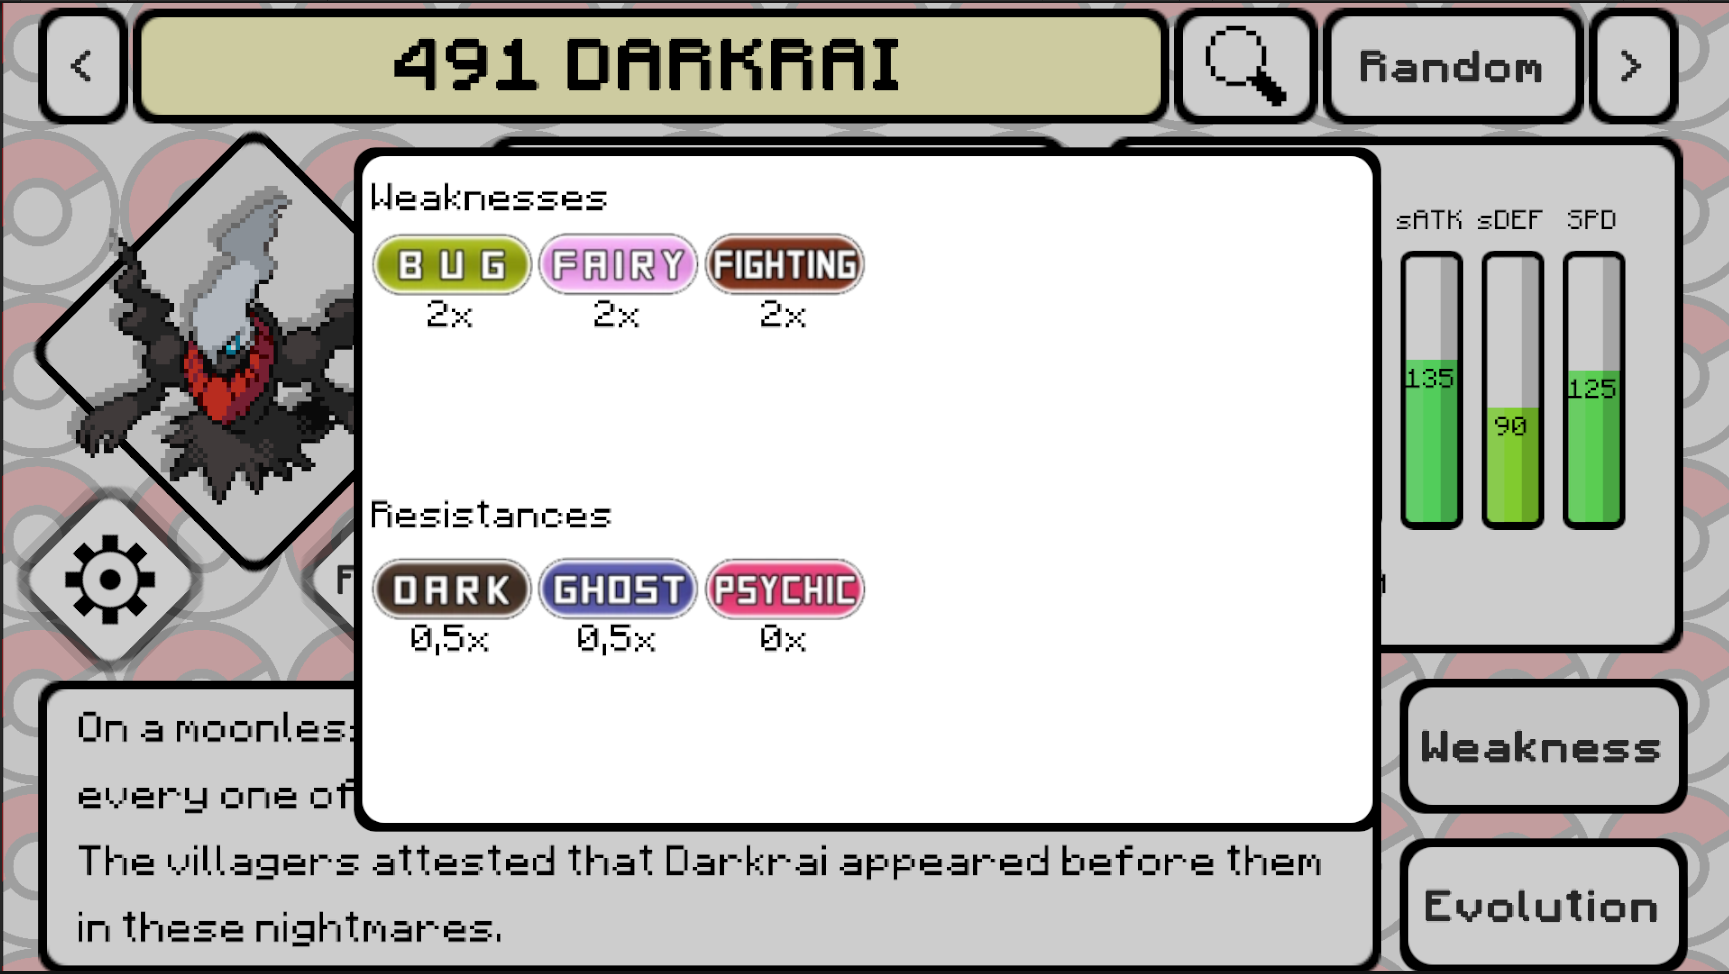 <
491 DARKRAI
Random
>
Weaknesses
BUG FAIRY FIGHTING
2x 2x 2x
Resistances
DARK GHOST PSYCHIC
0,5x 0,5x 0x
sATK sDEF SPD
135 90 125
On a moonless
every one of
The villagers attested that Darkrai appeared before them
in these nightmares.
Weakness
Evolution